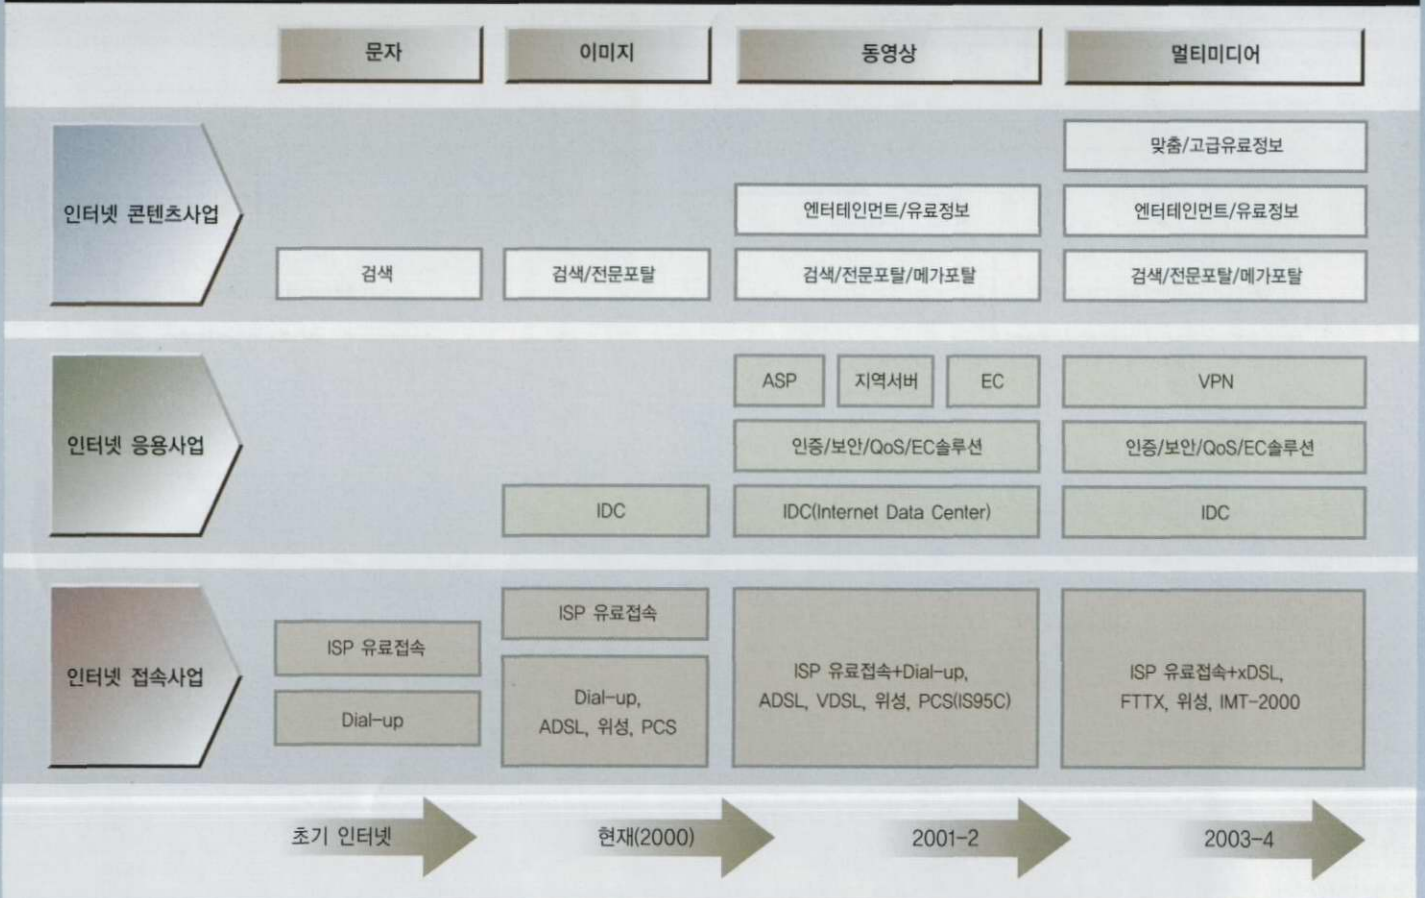 문자
이미지
동영상
멀티미디어
인터넷 콘텐츠사업
맞춤/고급유료정보
엔터테인먼트/유료정보
엔터테인먼트/유료정보
검색
검색/전문포탈
검색/전문포탈/메가포탈
검색/전문포탈/메가포탈
인터넷 응용사업
ASP
지역서버
EC
VPN
인증/보안/QoS/EC솔루션
인증/보안/QoS/EC솔루션
IDC
IDC(Internet Data Center)
IDC
인터넷 접속사업
ISP 유료접속
Dial-up
ISP 유료접속
Dial-up,
ADSL, 위성, PCS
ISP 유료접속+Dial-up,
ADSL, VDSL, 위성, PCS(IS95C)
ISP 유료접속+xDSL,
FTTX, 위성, IMT-2000
초기 인터넷
현재(2000)
2001-2
2003-4